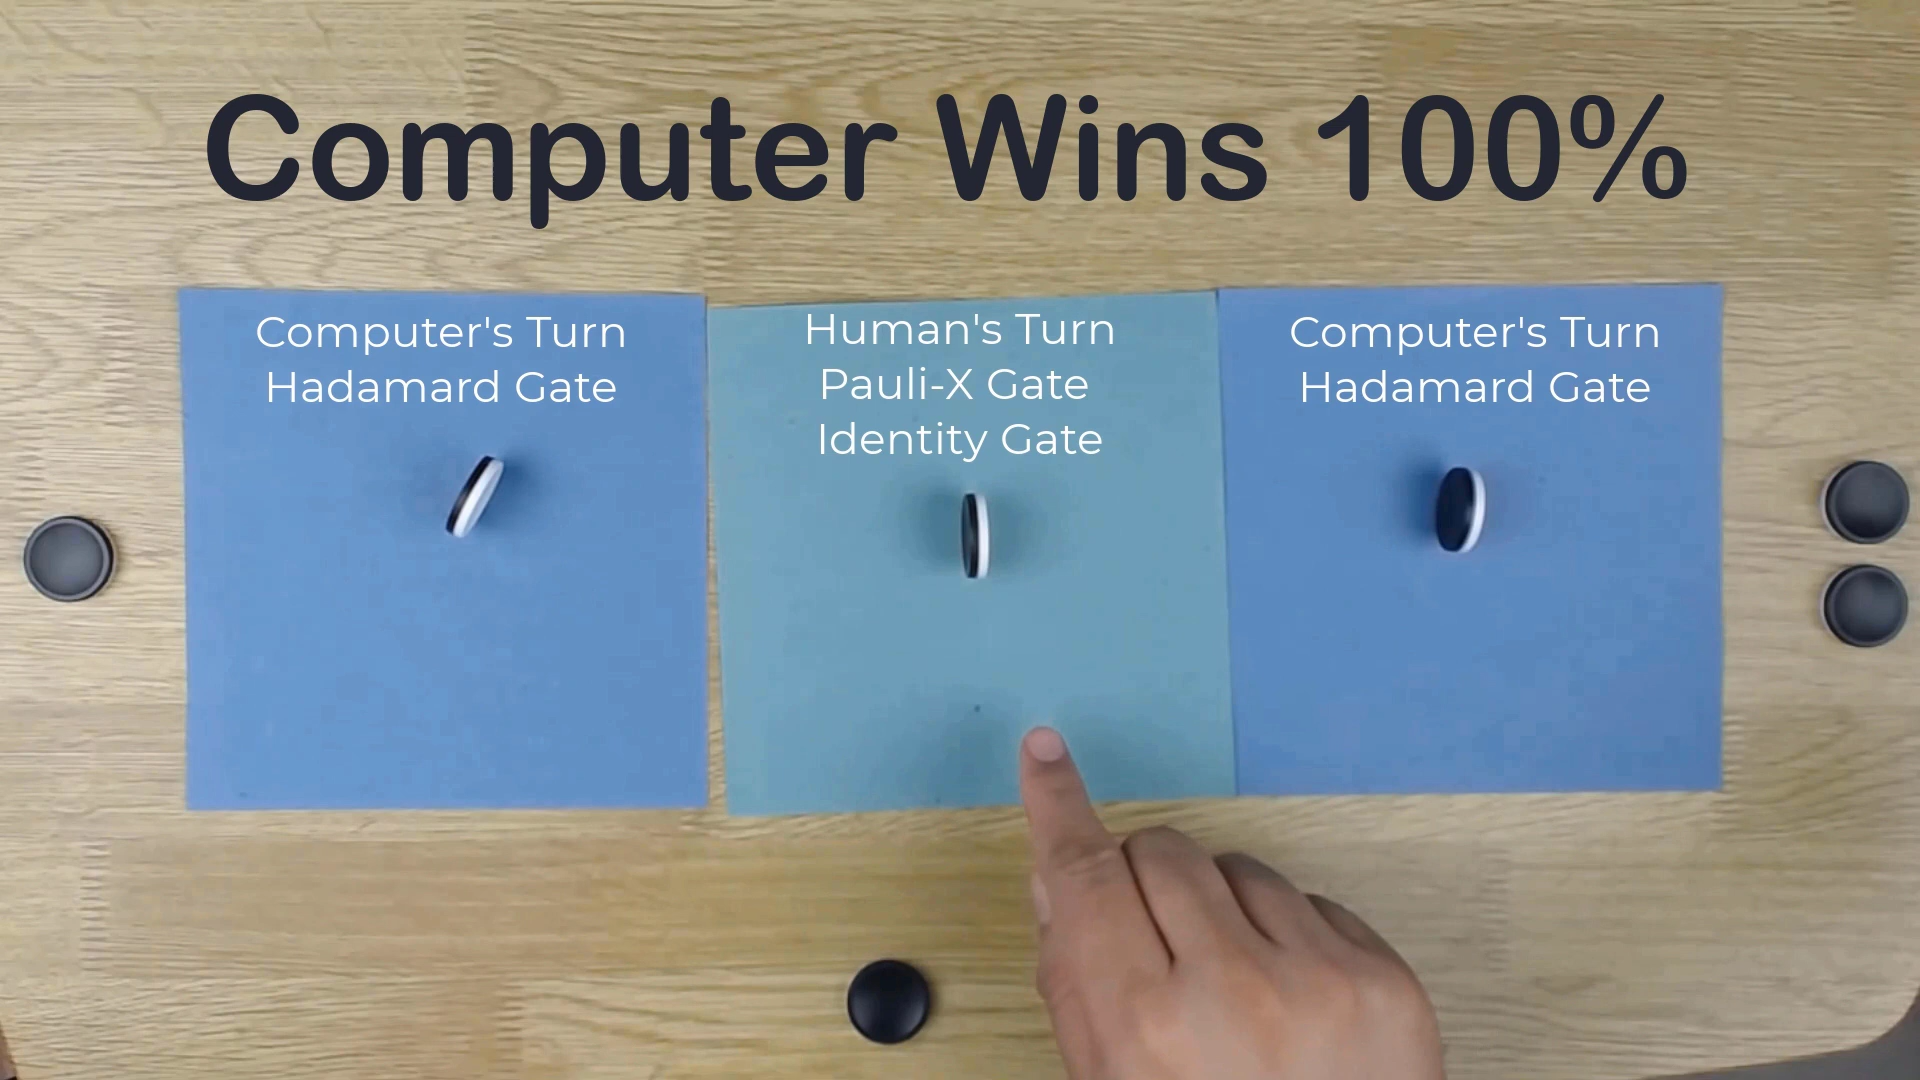 Computer Wins 100%
Computer's Turn
Hadamard Gate
Human's Turn
Pauli-X Gate
Identity Gate
Computer's Turn
Hadamard Gate